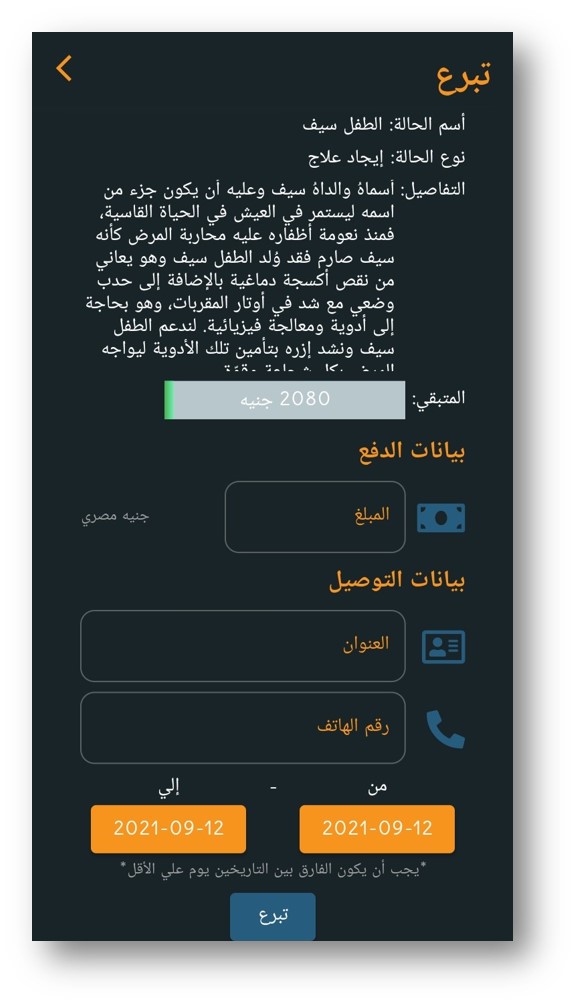 تبرع
أسم الحالة: الطفل سيف
نوع الحالة: إيجاد علاج
التفاصيل: أسماهُ والداهُ سيف وعليه أن يكون جزء من
اسمه ليستمر في العيش في الحياة القاسية،
فمنذ نعومة أظفاره عليه محاربة المرض كأنه
سيف صارم فقد وُلد الطفل سيف وهو يعاني
من نقص أكسجة دماغية بالإضافة إلى حدب
وضعي مع شد في أوتار المقربات، وهو بحاجة
إلى أدوية ومعالجة فيزيائية. لندعم الطفل
سيف ونشد إزره بتأمين تلك الأدوية ليواجه
المتبقي: 2080 جنيه
بيانات الدفع
المبلغ جنيه مصري
بيانات التوصيل
العنوان
رقم الهاتف
من - إلي
2021-09-12 2021-09-12
*يجب أن يكون الفارق بين التاريخين يوم علي الأقل*
تبرع